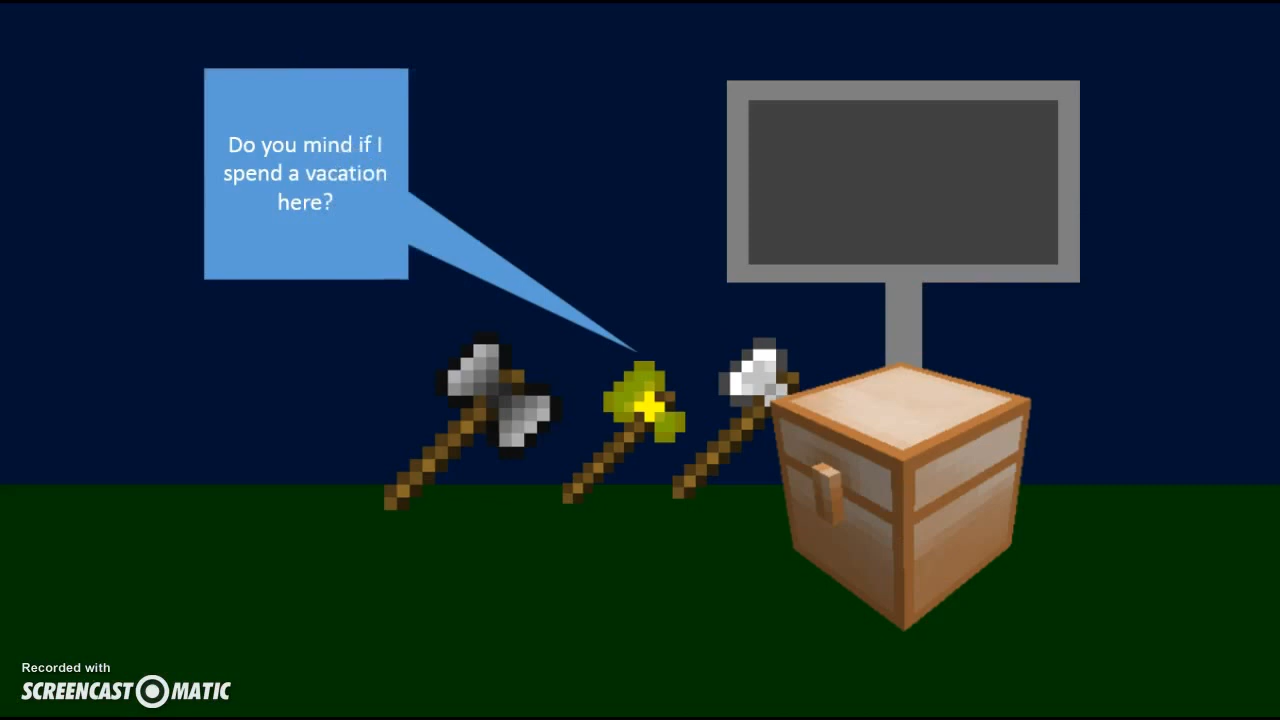 Do you mind if I
spend a vacation
here?
Recorded with
SCREENCAST MATIC